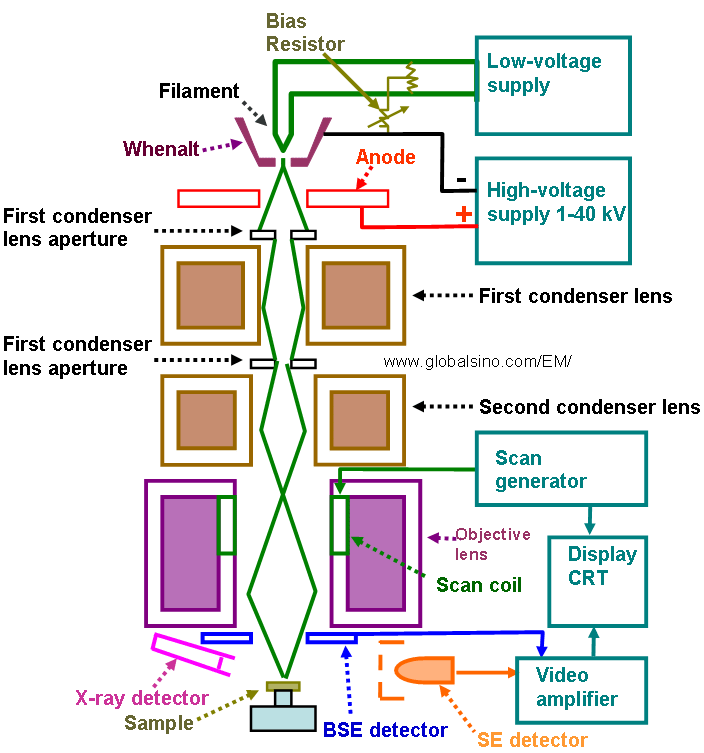 Bias
Resistor
Low-voltage
supply
Filament
Whenalt
Anode
-
High-voltage
supply 1-40 kV
+
First condenser
lens aperture
First condenser lens
First condenser
lens aperture
www.globalsino.com/EM/
Second condenser lens
Scan
generator
Objective
lens
Display
CRT
Scan coil
X-ray detector
Sample
BSE detector
Video
amplifier
SE detector